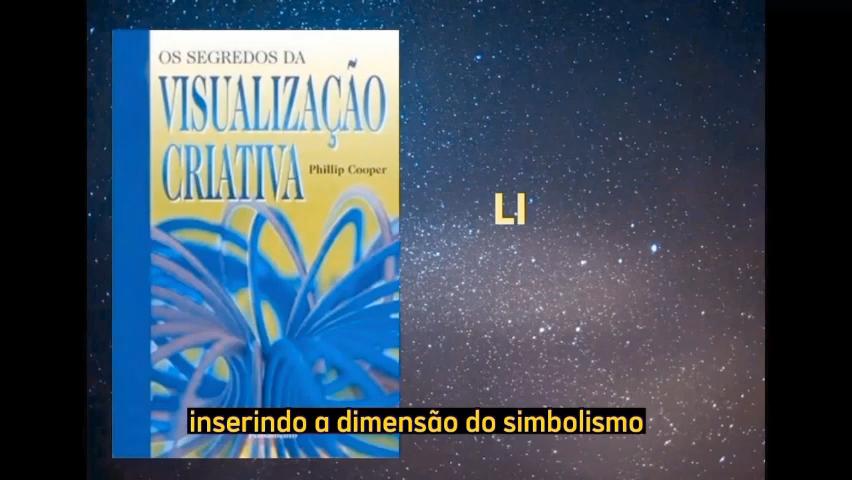 OS SEGREDOS DA
VISUALIZAÇÃO
CRIATIVA
Phillip Cooper
LI
inserindo a dimensão do simbolismo